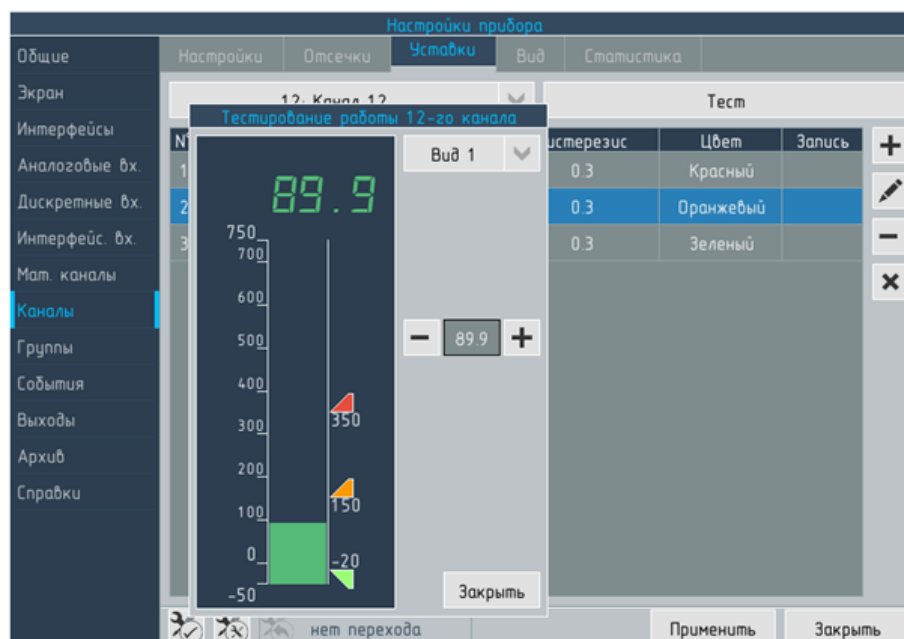 Настройки прибора
Общие
Экран
Интерфейсы
Аналоговые вх.
Дискретные вх.
Интерфейс. вх.
Мат. каналы
Каналы
Группы
События
Выходы
Архив
Справки
Настройки Отсечки Уставки Вид Статистика
12: Канал 12 Тест
Тестирование работы 12-го канала
Цвет Запись
1 0.3 Красный
2 0.3 Оранжевый
3 0.3 Зеленый
Вид 1
89.9
750
700
600
500
400
300
200
100
0
-50
350
150
-20
89.9
Закрыть
нет перехода
Применить Закрыть